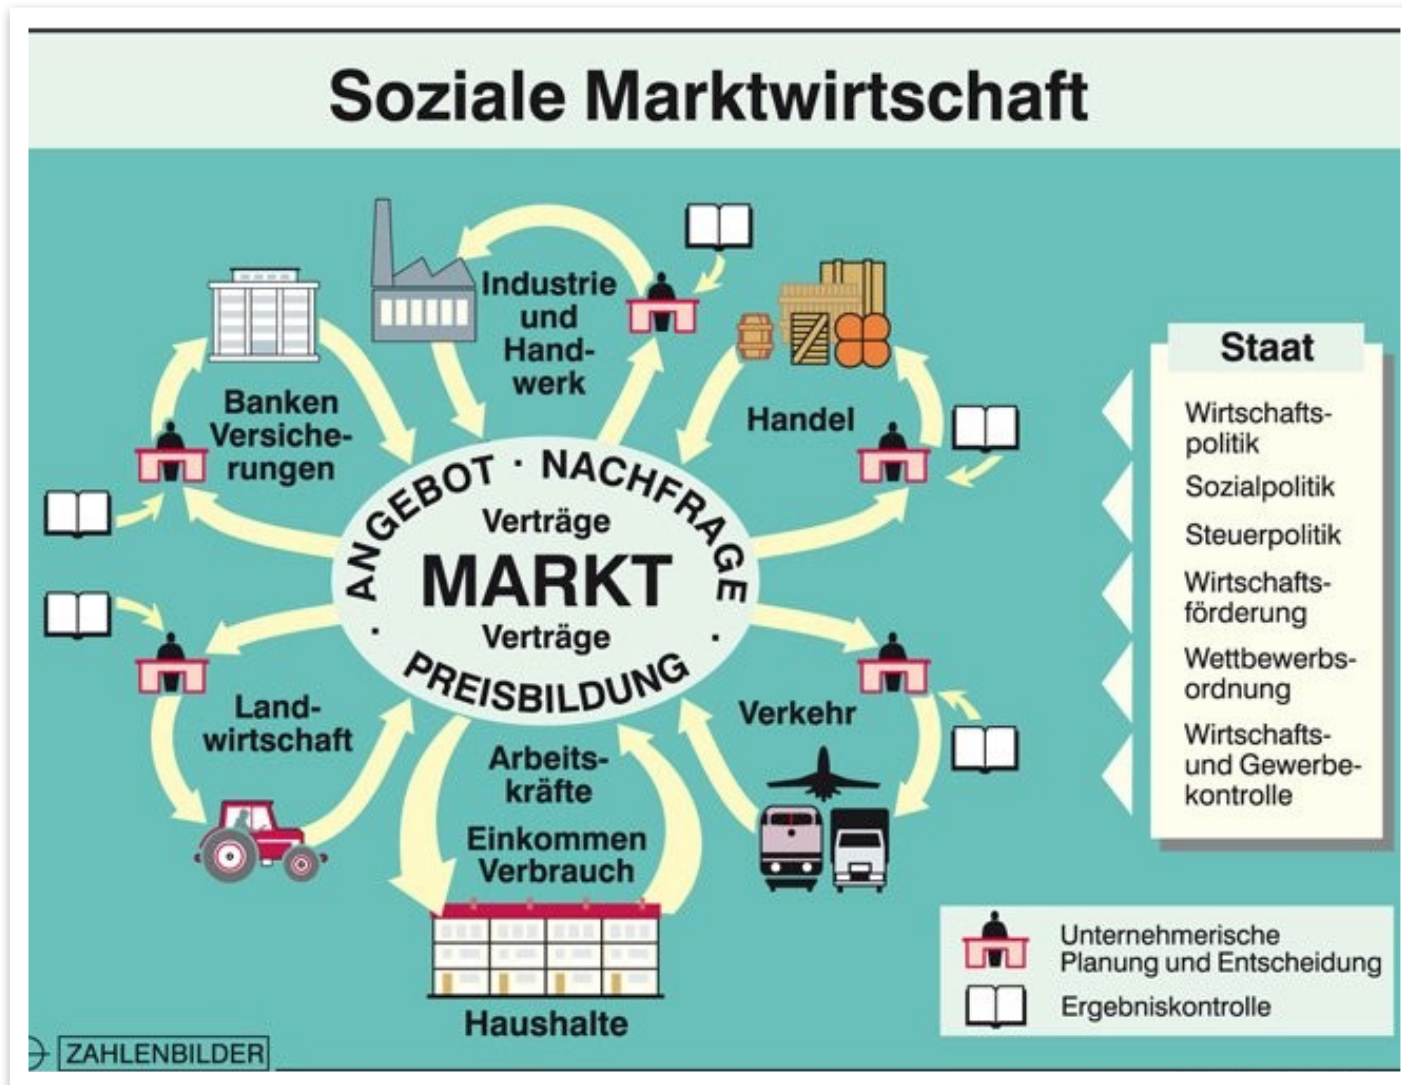 Soziale Marktwirtschaft
Industrie
und
Hand-
werk
Banken
Versiche-
rungen
Handel
ANGEBOT · NACHFRAGE
Verträge
MARKT
Verträge
· PREISBILDUNG ·
Land-
wirtschaft
Verkehr
Arbeits-
kräfte
Einkommen
Verbrauch
Haushalte
Staat
Wirtschafts-
politik
Sozialpolitik
Steuerpolitik
Wirtschafts-
förderung
Wettbewerbs-
ordnung
Wirtschafts-
und Gewerbe-
kontrolle
Unternehmerische
Planung und Entscheidung
Ergebniskontrolle
ZAHLENBILDER